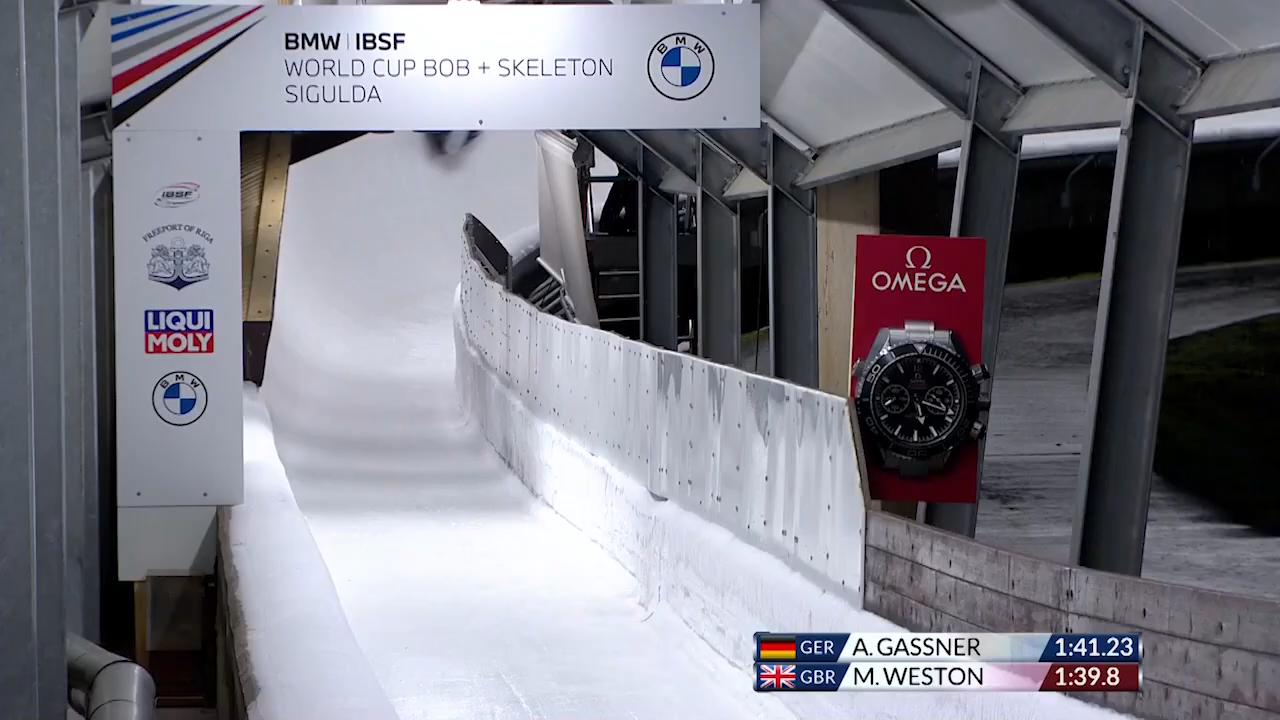 BMW | IBSF
WORLD CUP BOB + SKELETON
SIGULDA
BMW
IBSF
FREEPORT OF RIGA
LIQUI
MOLY
BMW
Ω
OMEGA
GER A. GASSNER 1:41.23
GBR M. WESTON 1:39.8